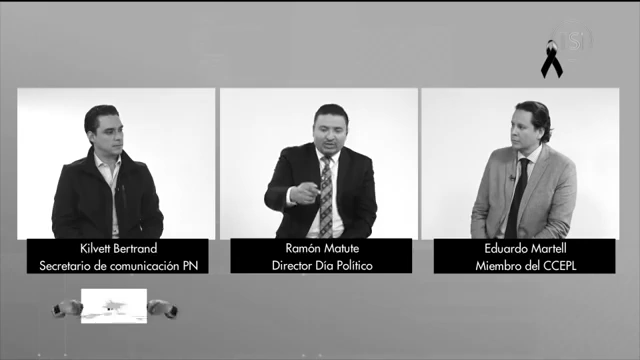 Kilvett Bertrand
Secretario de comunicación PN
Ramón Matute
Director Día Político
Eduardo Martell
Miembro del CCEPL